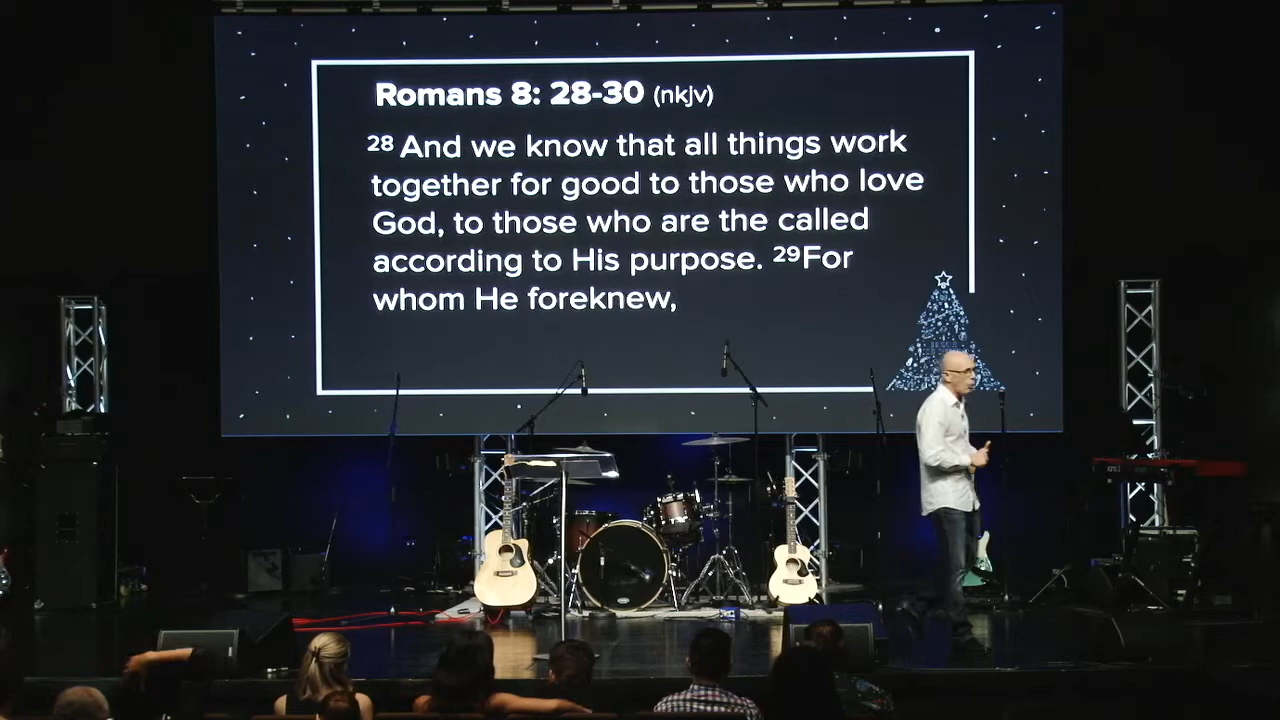 Romans 8: 28-30 (nkjv)
28 And we know that all things work
together for good to those who love
God, to those who are the called
according to His purpose. 29For
whom He foreknew,